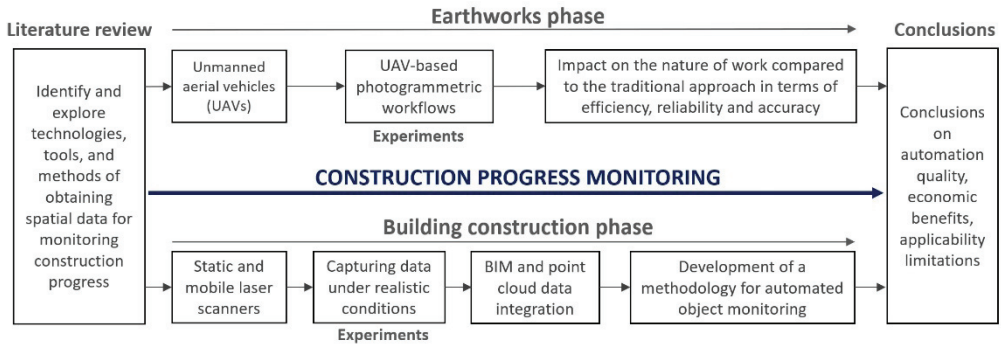 Literature review
Identify and
explore
technologies,
tools, and
methods of
obtaining
spatial data for
monitoring
construction
progress
Earthworks phase
Unmanned
aerial vehicles
(UAVs)
UAV-based
photogrammetric
workflows
Experiments
Impact on the nature of work compared
to the traditional approach in terms of
efficiency, reliability and accuracy
CONSTRUCTION PROGRESS MONITORING
Building construction phase
Static and
mobile laser
scanners
Capturing data
under realistic
conditions
Experiments
BIM and point
cloud data
integration
Development of a
methodology for automated
object monitoring
Conclusions
Conclusions
on
automation
quality,
economic
benefits,
applicability
limitations